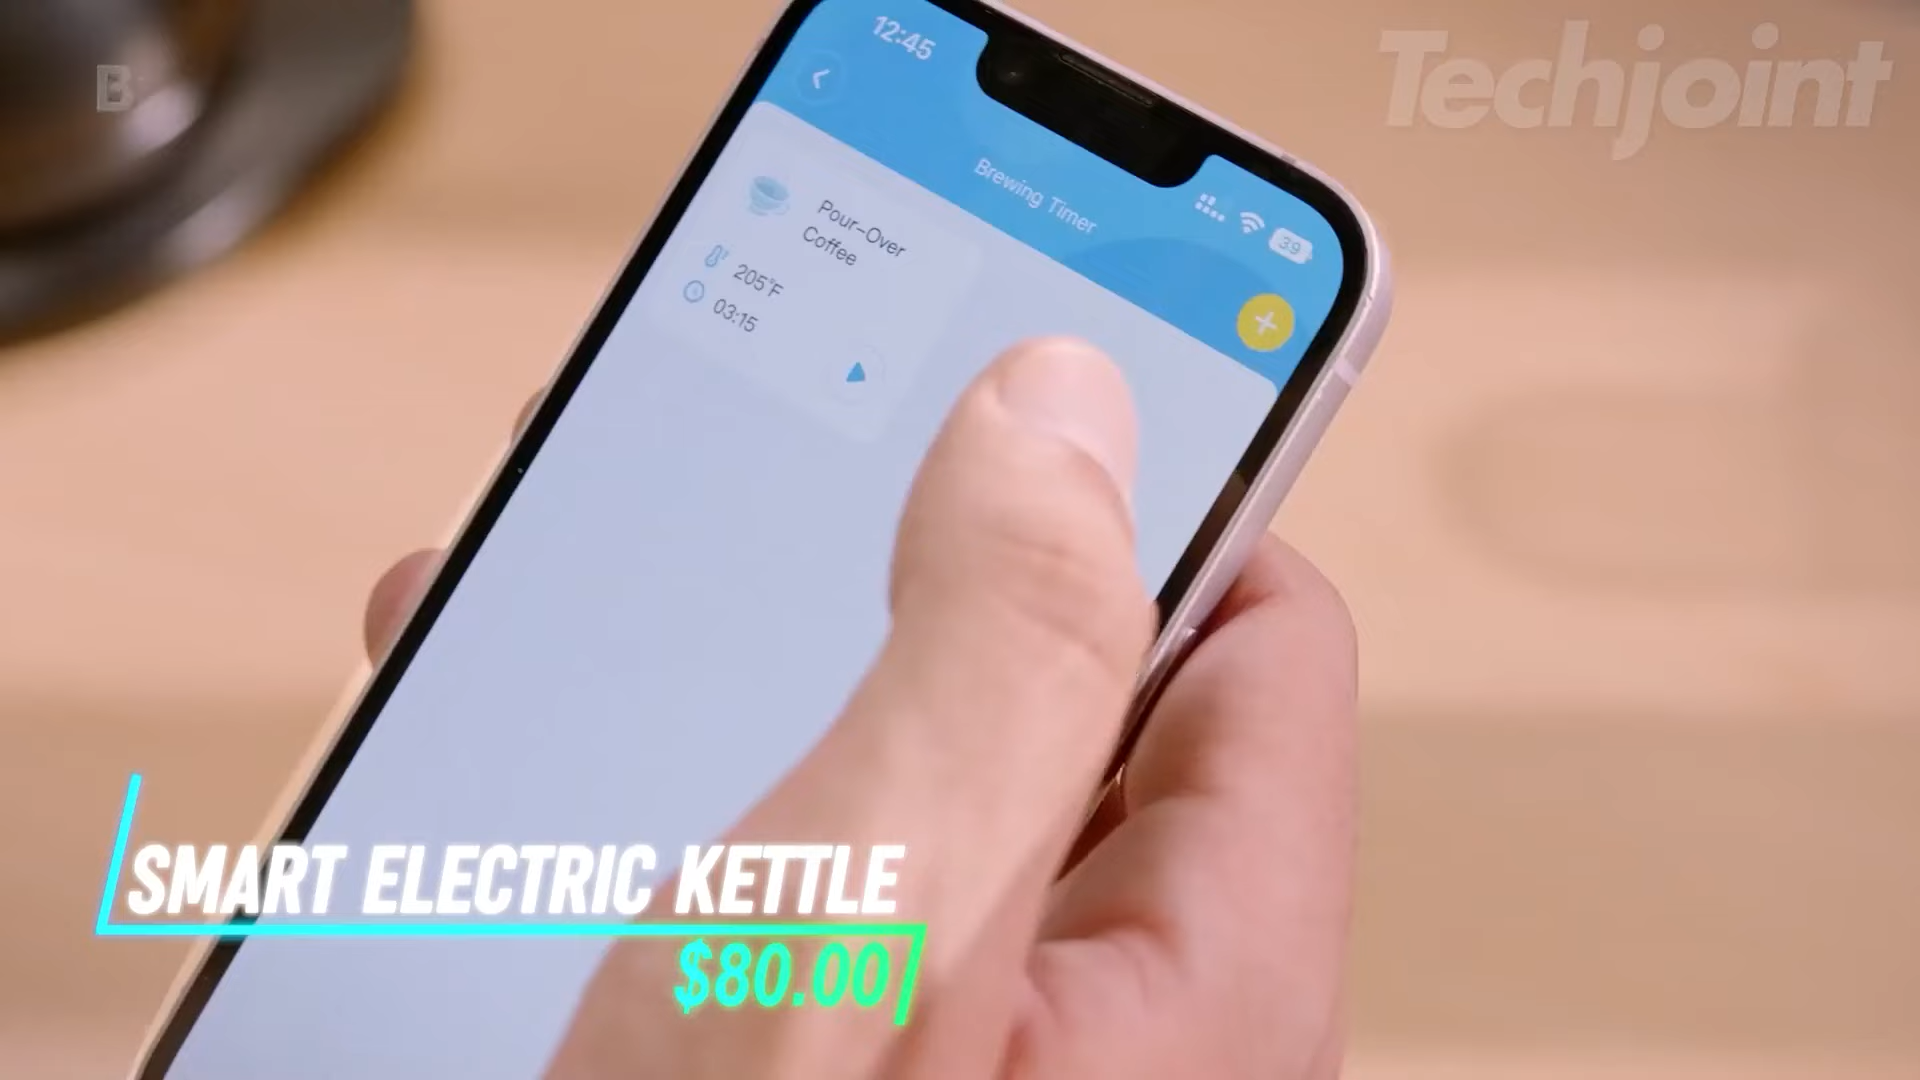 Techjoint
B
12:45
39
Brewing Timer
Pour-Over
Coffee
205°F
03:15
SMART ELECTRIC KETTLE
$80.00